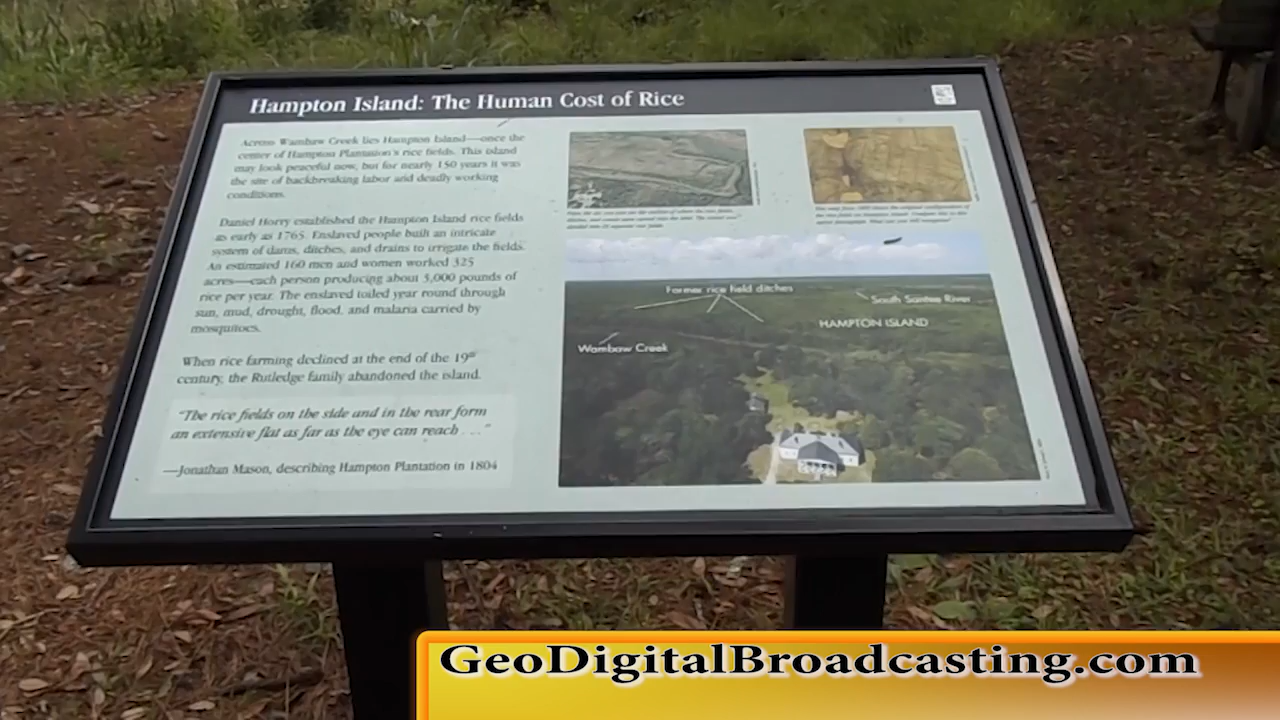 Hampton Island: The Human Cost of Rice
Across Wambaw Creek lies Hampton Island—once the
center of Hampton Plantation's rice fields. This island
may look peaceful now, but for nearly 150 years it was
the site of backbreaking labor and deadly working
conditions.
Daniel Horry established the Hampton Island rice fields
as early as 1765. Enslaved people built an intricate
system of dams, ditches, and drains to irrigate the fields.
An estimated 160 men and women worked 325
acres—each person producing about 3,000 pounds of
rice per year. The enslaved toiled year round through
sun, mud, drought, flood, and malaria carried by
mosquitoes.
When rice farming declined at the end of the 19th
century, the Rutledge family abandoned the island.
"The rice fields on the side and in the rear form
an extensive flat as far as the eye can reach . . ."
—Jonathan Mason, describing Hampton Plantation in 1804
Former rice field ditches
South Santee River
HAMPTON ISLAND
Wambaw Creek
GeoDigitalBroadcasting.com